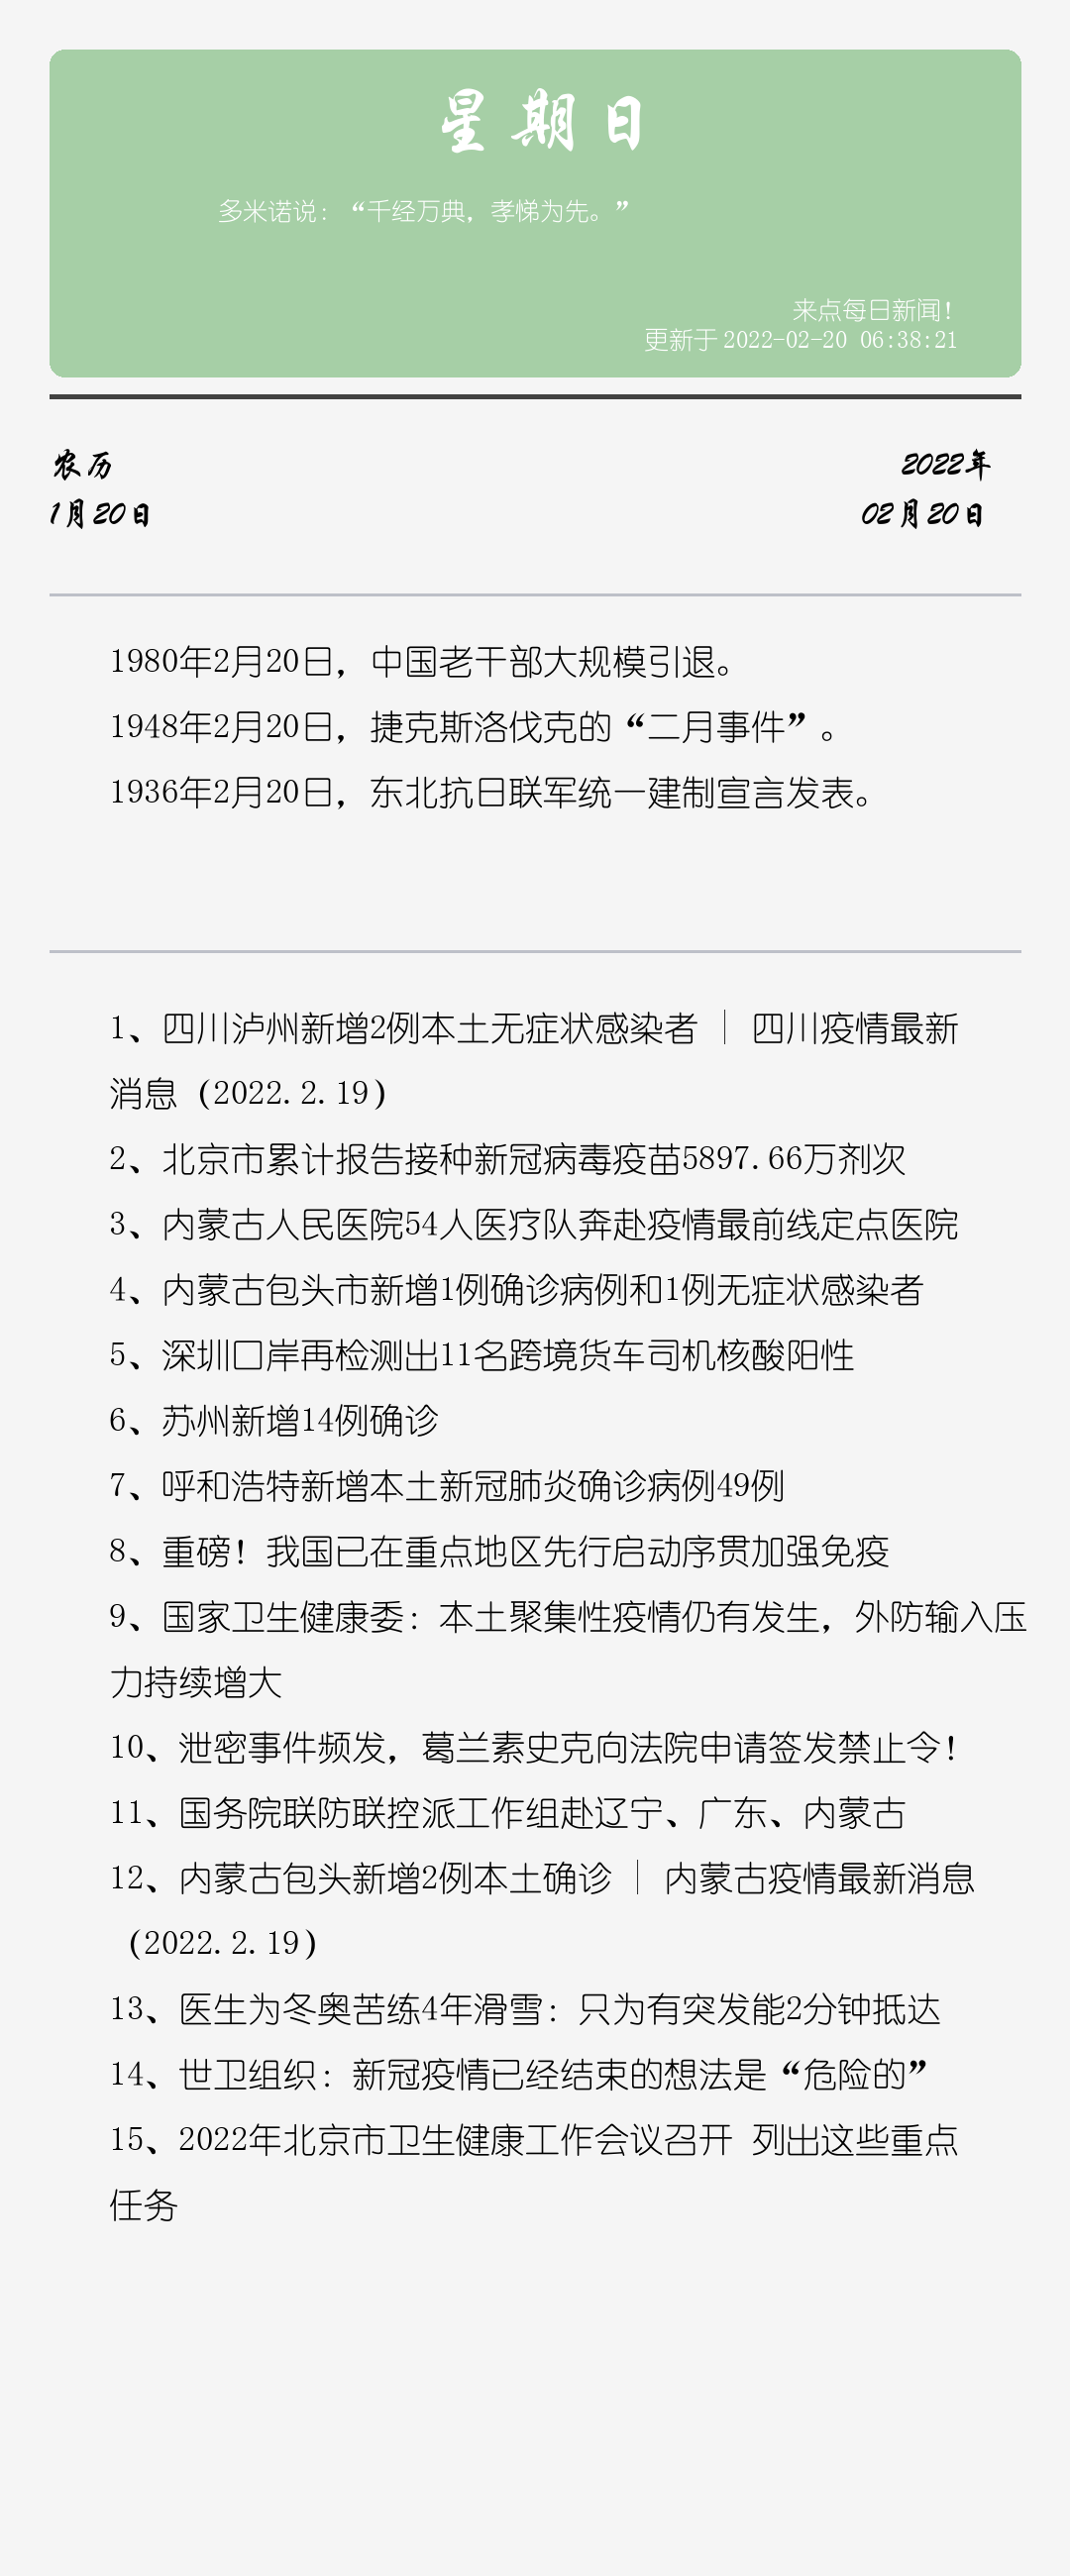 星期日
多米诺说：“千经万典，孝悌为先。”
来点每日新闻！
更新于2022-02-20 06:38:21
农历
2022年
1月20日
02月20日
1980年2月20日，中国老干部大规模引退。
1948年2月20日，捷克斯洛伐克的“二月事件”。
1936年2月20日，东北抗日联军统一建制宣言发表。
1、四川泸州新增2例本土无症状感染者｜四川疫情最新
消息（2022.2.19）
2、北京市累计报告接种新冠病毒疫苗5897.66万剂次
3、内蒙古人民医院54人医疗队奔赴疫情最前线定点医院
4、内蒙古包头市新增1例确诊病例和1例无症状感染者
5、深圳口岸再检测出11名跨境货车司机核酸阳性
6、苏州新增14例确诊
7、呼和浩特新增本土新冠肺炎确诊病例49例
8、重磅！我国已在重点地区先行启动序贯加强免疫
9、国家卫生健康委：本土聚集性疫情仍有发生，外防输入压
力持续增大
10、泄密事件频发，葛兰素史克向法院申请签发禁止令！
11、国务院联防联控派工作组赴辽宁、广东、内蒙古
12、内蒙古包头新增2例本土确诊｜内蒙古疫情最新消息
（2022.2.19）
13、医生为冬奥苦练4年滑雪：只为有突发能2分钟抵达
14、世卫组织：新冠疫情已经结束的想法是“危险的”
15、2022年北京市卫生健康工作会议召开 列出这些重点
任务